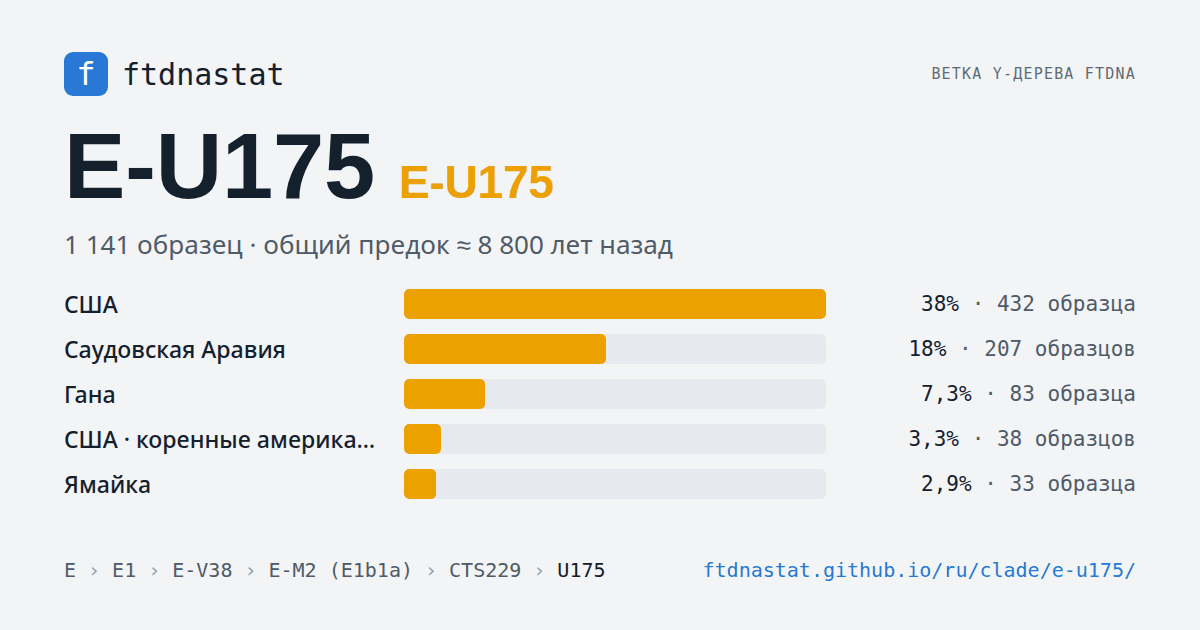 f ftdnastat
ВЕТКА Y-ДЕРЕВА FTDNA
E-U175 E-U175
1 141 образец · общий предок ≈ 8 800 лет назад
США 38% · 432 образца
Саудовская Аравия 18% · 207 образцов
Гана 7,3% · 83 образца
США · коренные америка… 3,3% · 38 образцов
Ямайка 2,9% · 33 образца
E › E1 › E-V38 › E-M2 (E1b1a) › CTS229 › U175
ftdnastat.github.io/ru/clade/e-u175/